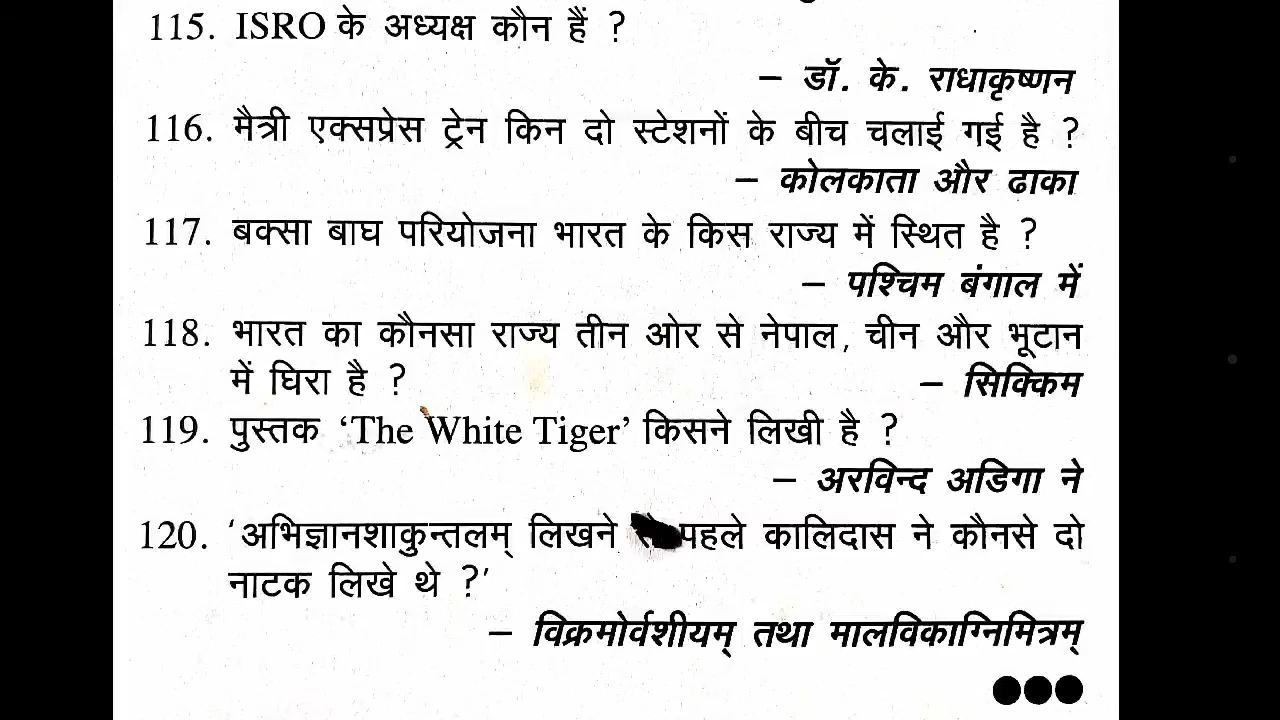 115. ISRO के अध्यक्ष कौन हैं ?
– डॉ. के. राधाकृष्णन
116. मैत्री एक्सप्रेस ट्रेन किन दो स्टेशनों के बीच चलाई गई है ?
– कोलकाता और ढाका
117. बक्सा बाघ परियोजना भारत के किस राज्य में स्थित है ?
– पश्चिम बंगाल में
118. भारत का कौनसा राज्य तीन ओर से नेपाल, चीन और भूटान
में घिरा है ? – सिक्किम
119. पुस्तक ‘The White Tiger’ किसने लिखी है ?
– अरविन्द अडिगा ने
120. ‘अभिज्ञानशाकुन्तलम् लिखने पहले कालिदास ने कौनसे दो
नाटक लिखे थे ?’
– विक्रमोर्वशीयम् तथा मालविकाग्निमित्रम्